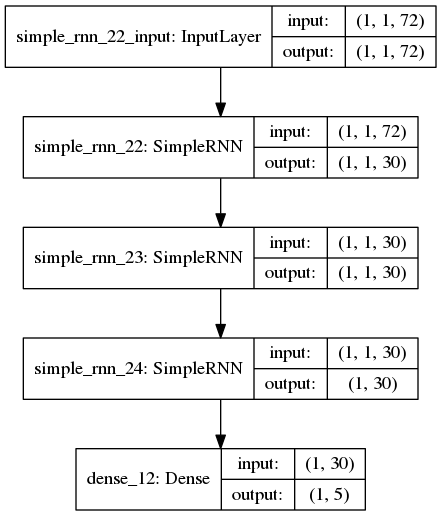 simple_rnn_22_input: InputLayer
input: (1, 1, 72)
output: (1, 1, 72)
simple_rnn_22: SimpleRNN
input: (1, 1, 72)
output: (1, 1, 30)
simple_rnn_23: SimpleRNN
input: (1, 1, 30)
output: (1, 1, 30)
simple_rnn_24: SimpleRNN
input: (1, 1, 30)
output: (1, 30)
dense_12: Dense
input: (1, 30)
output: (1, 5)